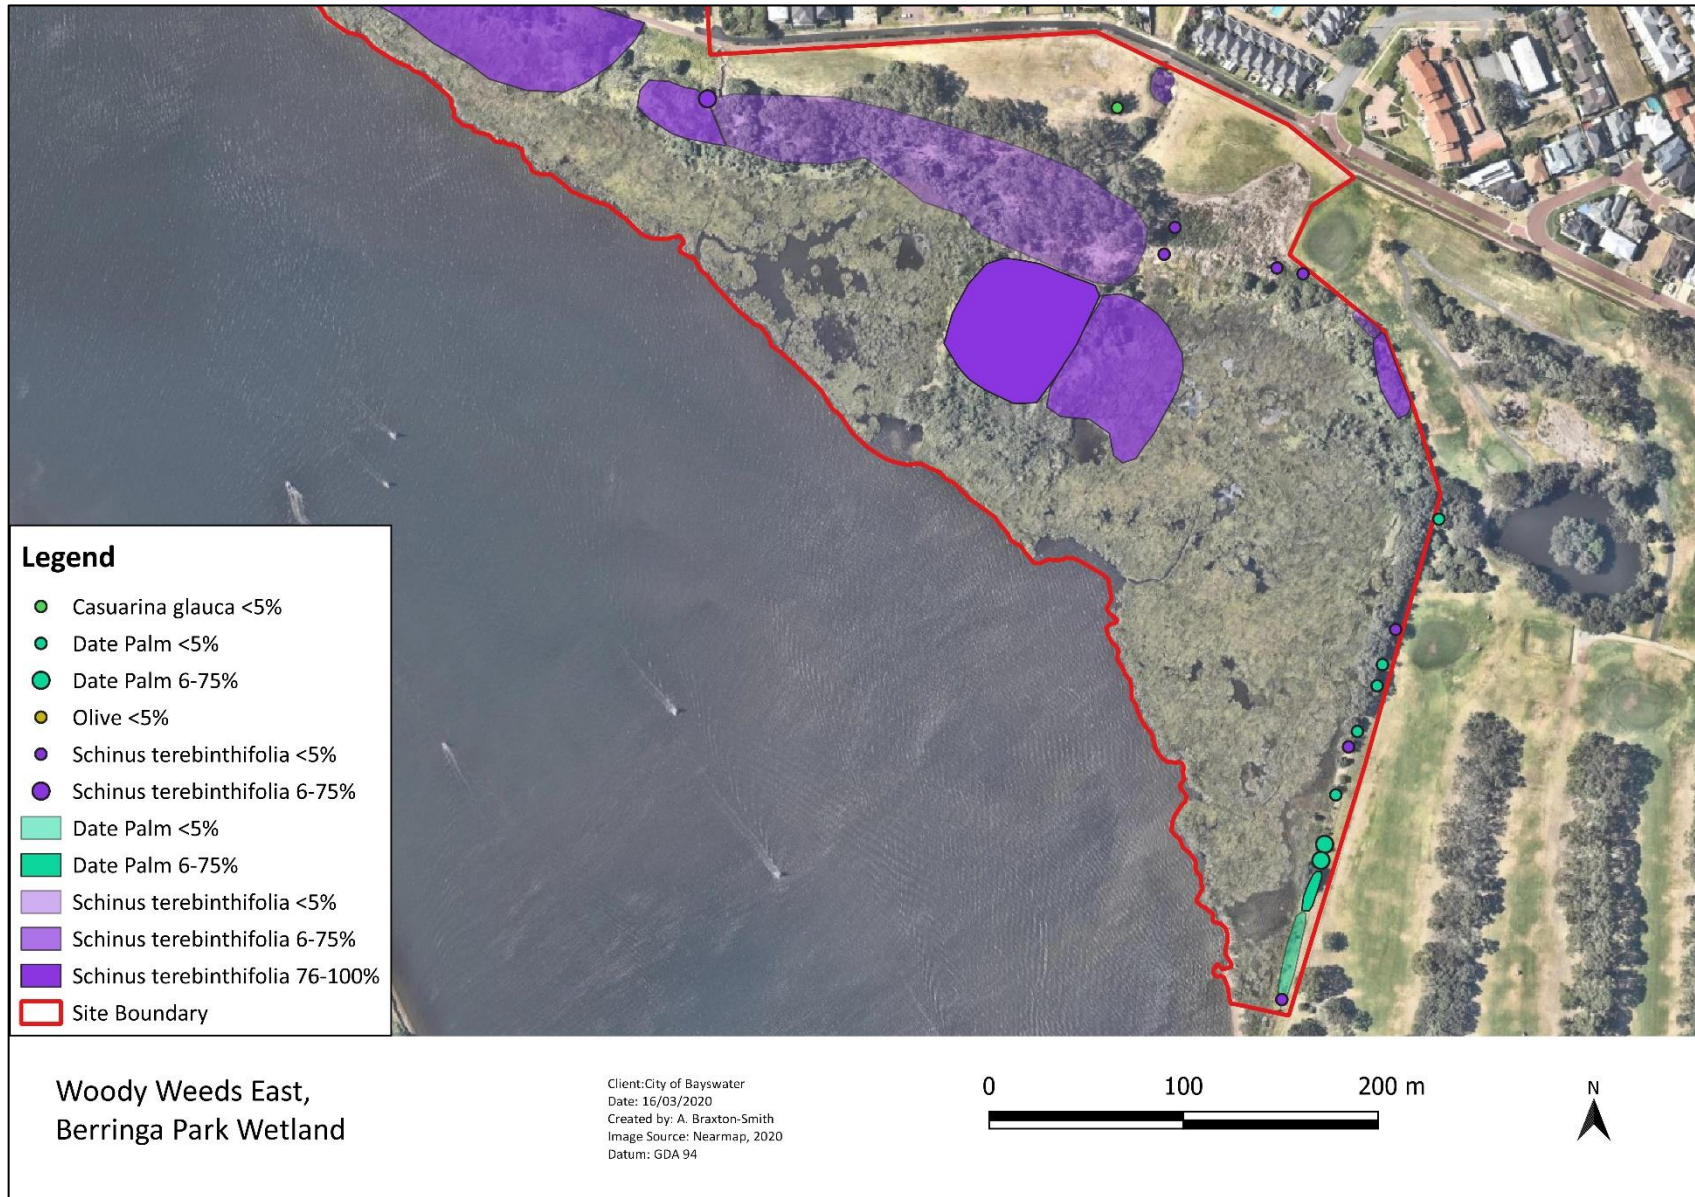 Legend
Casuarina glauca <5%
Date Palm <5%
Date Palm 6-75%
Olive <5%
Schinus terebinthifolia <5%
Schinus terebinthifolia 6-75%
Date Palm <5%
Date Palm 6-75%
Schinus terebinthifolia <5%
Schinus terebinthifolia 6-75%
Schinus terebinthifolia 76-100%
Site Boundary
Woody Weeds East,
Berringa Park Wetland
Client:City of Bayswater
Date: 16/03/2020
Created by: A. Braxton-Smith
Image Source: Nearmap, 2020
Datum: GDA 94
0 100 200 m
N